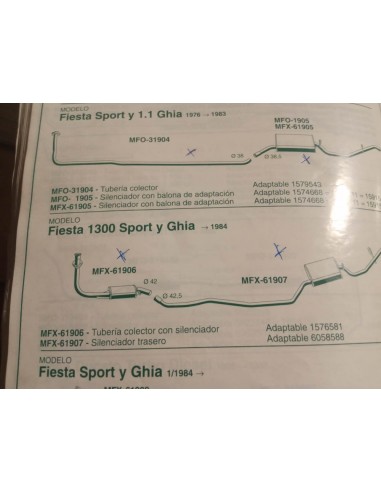 MODELO
Fiesta Sport y 1.1 Ghia 1976 → 1983
MFO-1905
MFX-61905
MFO-31904
Ø 38
Ø 38.5
MFO-31904 - Tubería colector Adaptable 1579543
MFO- 1905 - Silenciador con balona de adaptación Adaptable 1574668
MFX-61905 - Silenciador con balona de adaptación Adaptable 1574668
MODELO
Fiesta 1300 Sport y Ghia → 1984
MFX-61906
Ø 42
MFX-61907
Ø 42.5
MFX-61906 - Tubería colector con silenciador Adaptable 1576581
MFX-61907 - Silenciador trasero Adaptable 6058588
MODELO
Fiesta Sport y Ghia 1/1984 →